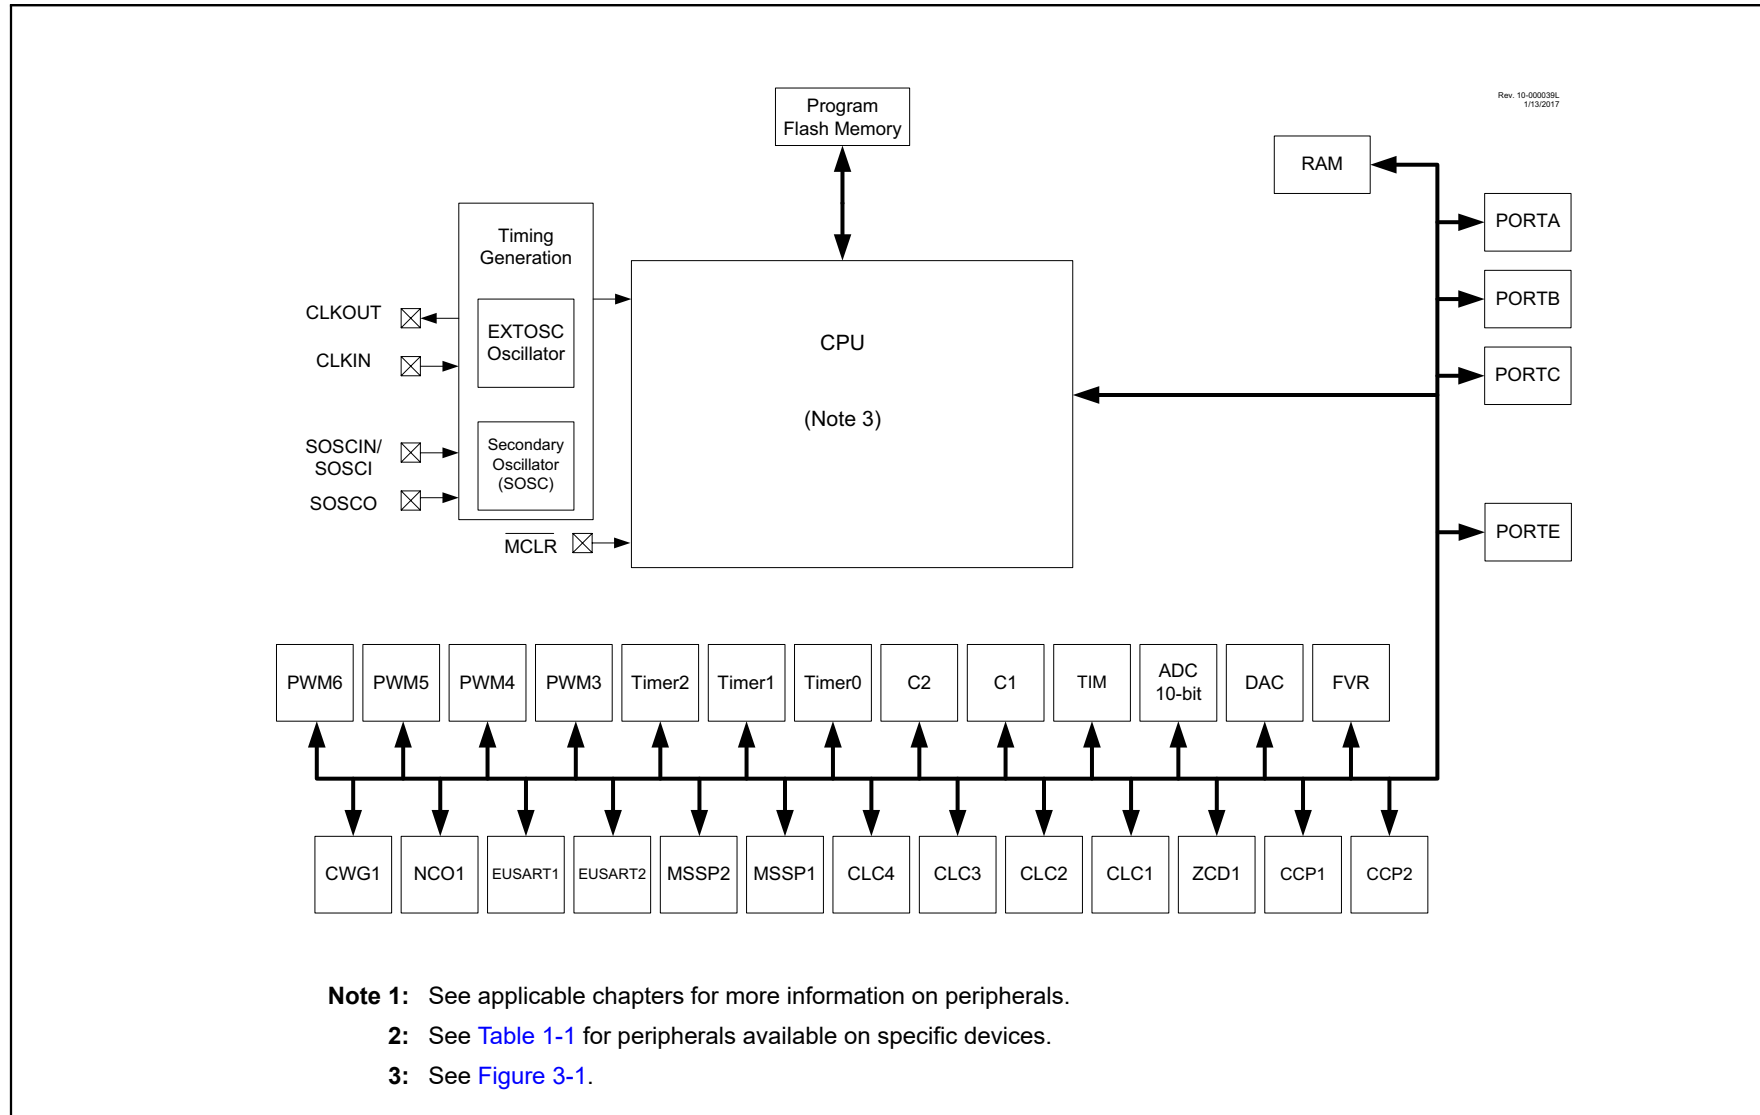 Rev. 10-000039L
1/13/2017
Program
Flash Memory
RAM
PORTA
PORTB
PORTC
PORTE
Timing
Generation
EXTOSC
Oscillator
Secondary
Oscillator
(SOSC)
CLKOUT
CLKIN
SOSCIN/
SOSCI
SOSCO
MCLR
CPU
(Note 3)
PWM6
PWM5
PWM4
PWM3
Timer2
Timer1
Timer0
C2
C1
TIM
ADC
10-bit
DAC
FVR
CWG1
NCO1
EUSART1
EUSART2
MSSP2
MSSP1
CLC4
CLC3
CLC2
CLC1
ZCD1
CCP1
CCP2
Note 1: See applicable chapters for more information on peripherals.
2: See Table 1-1 for peripherals available on specific devices.
3: See Figure 3-1.